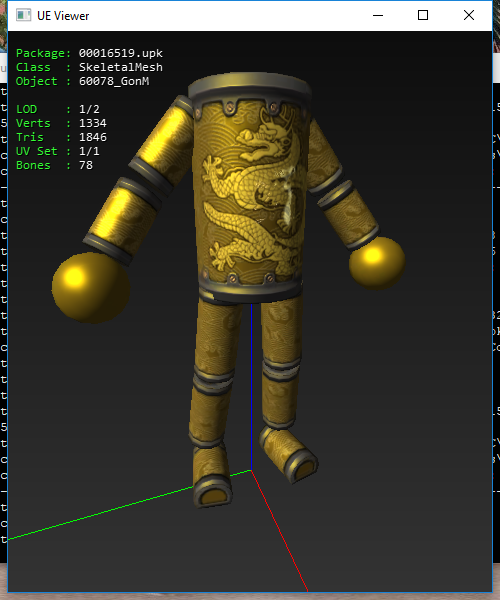 UE Viewer
Package: 00016519.upk
Class : SkeletalMesh
Object : 60078_GonM
LOD : 1/2
Verts : 1334
Tris : 1846
UV Set : 1/1
Bones : 78